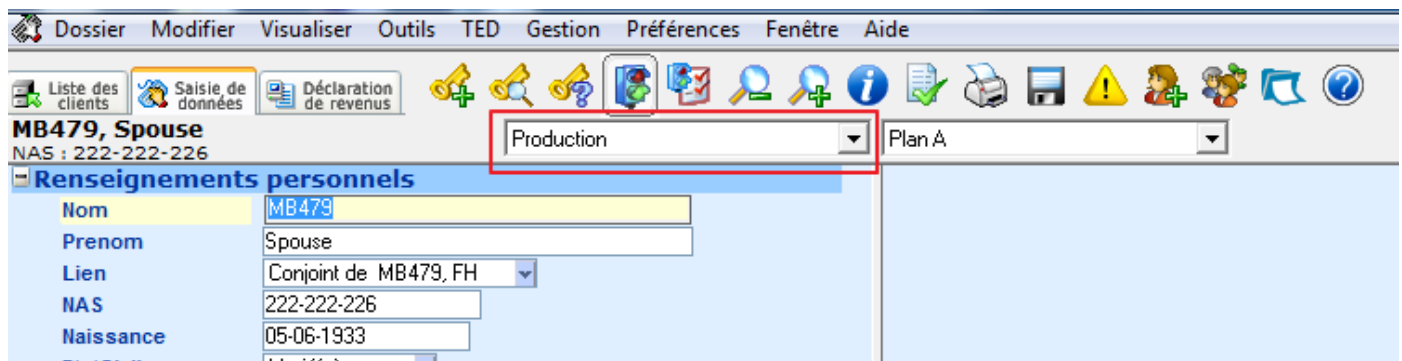 Dossier Modifier Visualiser Outils TED Gestion Préférences Fenêtre Aide
Liste des clients Saisie de données Déclaration de revenus
MB479, Spouse
NAS : 222-222-226
Production Plan A
Renseignements personnels
Nom MB479
Prenom Spouse
Lien Conjoint de MB479, FH
NAS 222-222-226
Naissance 05-06-1933